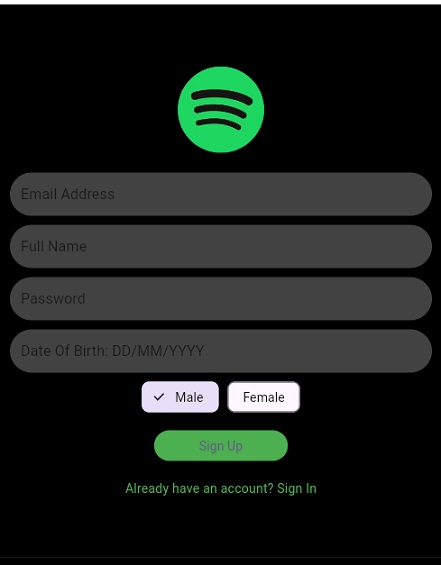 Email Address
Full Name
Password
Date Of Birth: DD/MM/YYYY
Male Female
Sign Up
Already have an account? Sign In